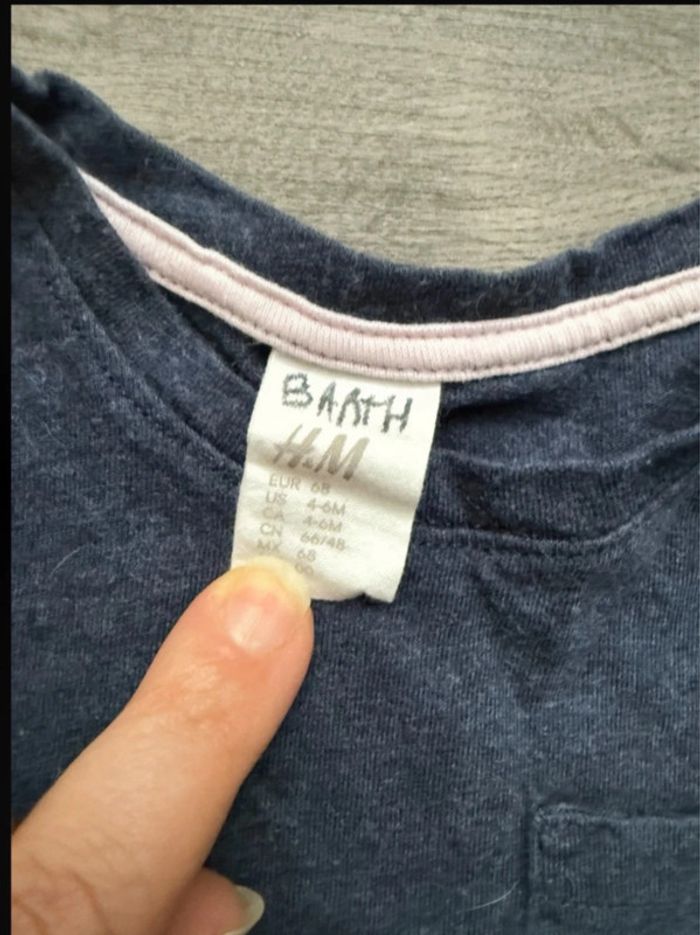 BAATH
H&M
EUR 68
US 4-6M
CA 4-6M
CN 66/48
MX 68